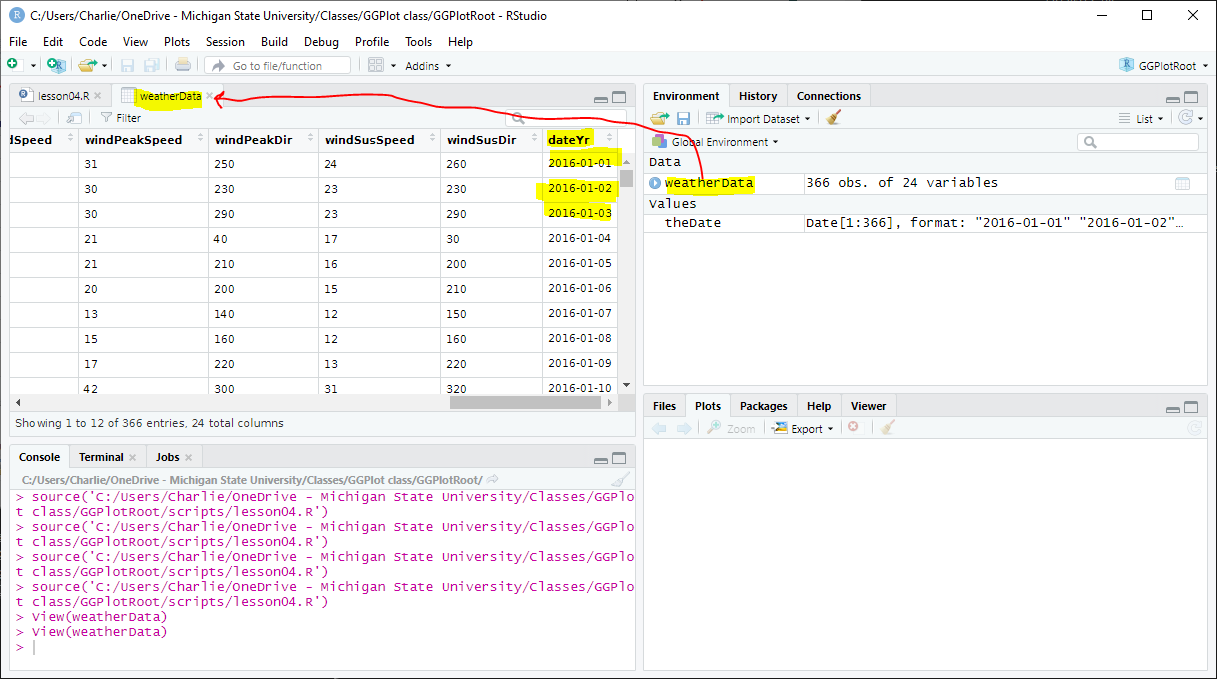 C:/Users/Charlie/OneDrive - Michigan State University/Classes/GGPlot class/GGPlotRoot - RStudio
File Edit Code View Plots Session Build Debug Profile Tools Help
Go to file/function Addins GGPlotRoot
lesson04.R weatherData
Filter
dSpeed windPeakSpeed windPeakDir windSusSpeed windSusDir dateYr
31 250 24 260 2016-01-01
30 230 23 230 2016-01-02
30 290 23 290 2016-01-03
21 40 17 30 2016-01-04
21 210 16 200 2016-01-05
20 200 15 210 2016-01-06
13 140 12 150 2016-01-07
15 160 12 160 2016-01-08
17 220 13 220 2016-01-09
42 300 31 320 2016-01-10
Showing 1 to 12 of 366 entries, 24 total columns
Console Terminal Jobs
C:/Users/Charlie/OneDrive - Michigan State University/Classes/GGPlot class/GGPlotRoot/
> source('C:/Users/Charlie/OneDrive - Michigan State University/Classes/GGPlo
t class/GGPlotRoot/scripts/lesson04.R')
> source('C:/Users/Charlie/OneDrive - Michigan State University/Classes/GGPlo
t class/GGPlotRoot/scripts/lesson04.R')
> source('C:/Users/Charlie/OneDrive - Michigan State University/Classes/GGPlo
t class/GGPlotRoot/scripts/lesson04.R')
> source('C:/Users/Charlie/OneDrive - Michigan State University/Classes/GGPlo
t class/GGPlotRoot/scripts/lesson04.R')
> View(weatherData)
> View(weatherData)
>
Environment History Connections
Import Dataset List
Global Environment
Data
weatherData 366 obs. of 24 variables
Values
theDate Date[1:366], format: "2016-01-01" "2016-01-02"…
Files Plots Packages Help Viewer
Zoom Export